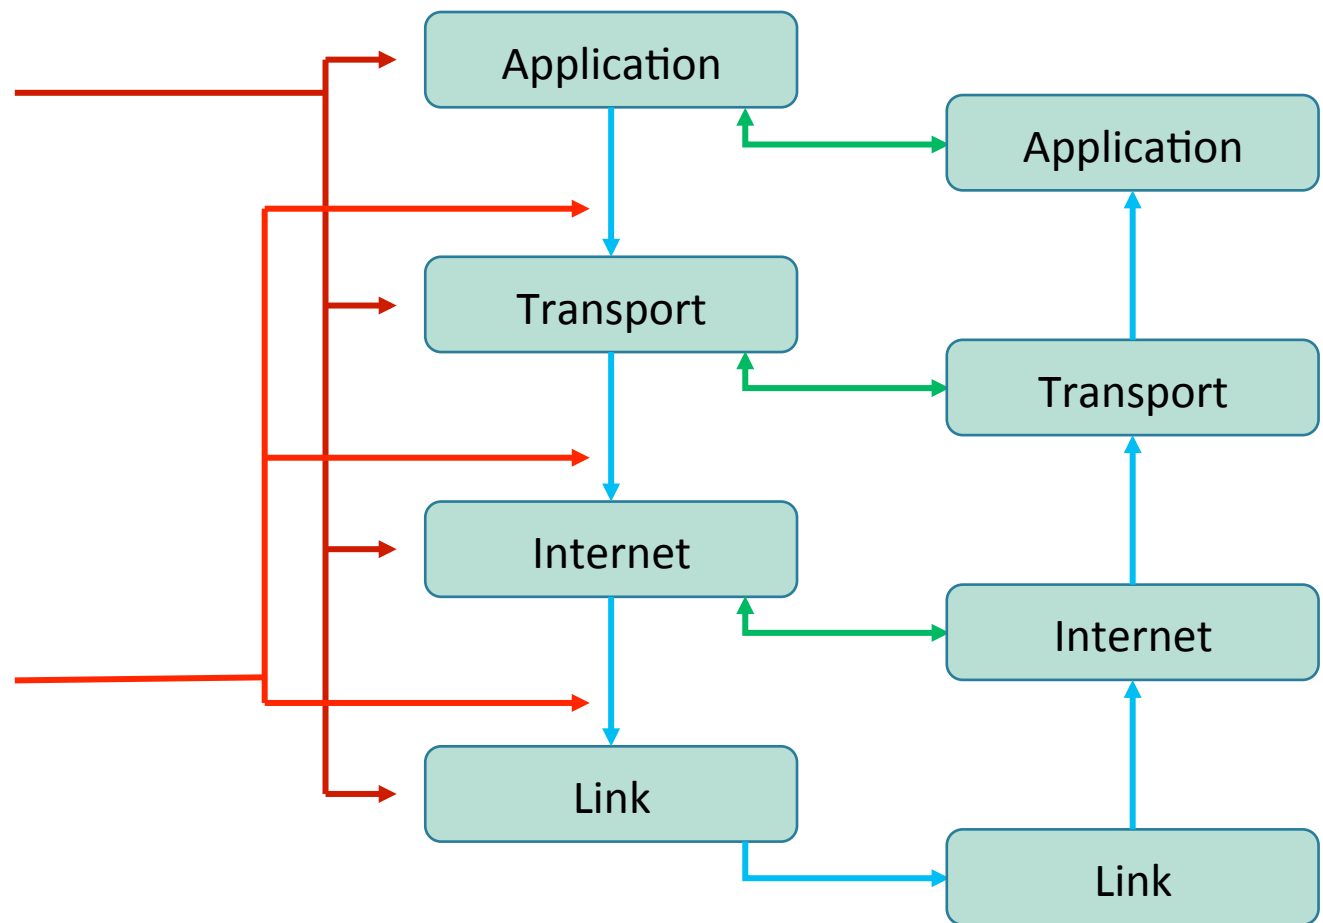 Application
Transport
Internet
Link
Application
Transport
Internet
Link